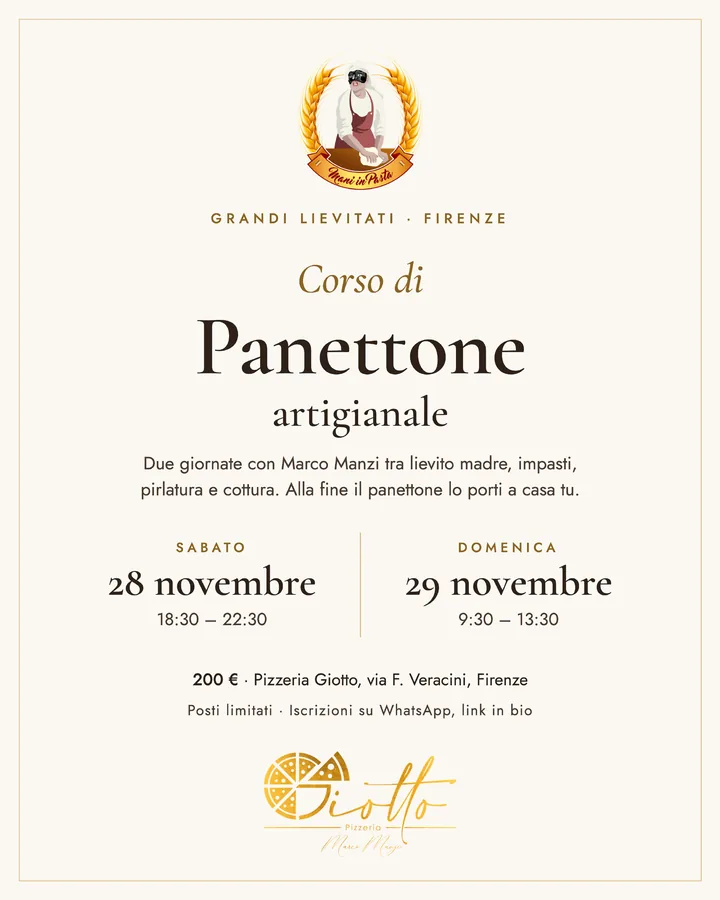 Mani in Pasta
GRANDI LIEVITATI · FIRENZE
Corso di
Panettone
artigianale
Due giornate con Marco Manzi tra lievito madre, impasti,
pirlatura e cottura. Alla fine il panettone lo porti a casa tu.
SABATO
28 novembre
18:30 – 22:30
DOMENICA
29 novembre
9:30 – 13:30
200 € · Pizzeria Giotto, via F. Veracini, Firenze
Posti limitati · Iscrizioni su WhatsApp, link in bio
Giotto
Pizzeria
Marco Manzi